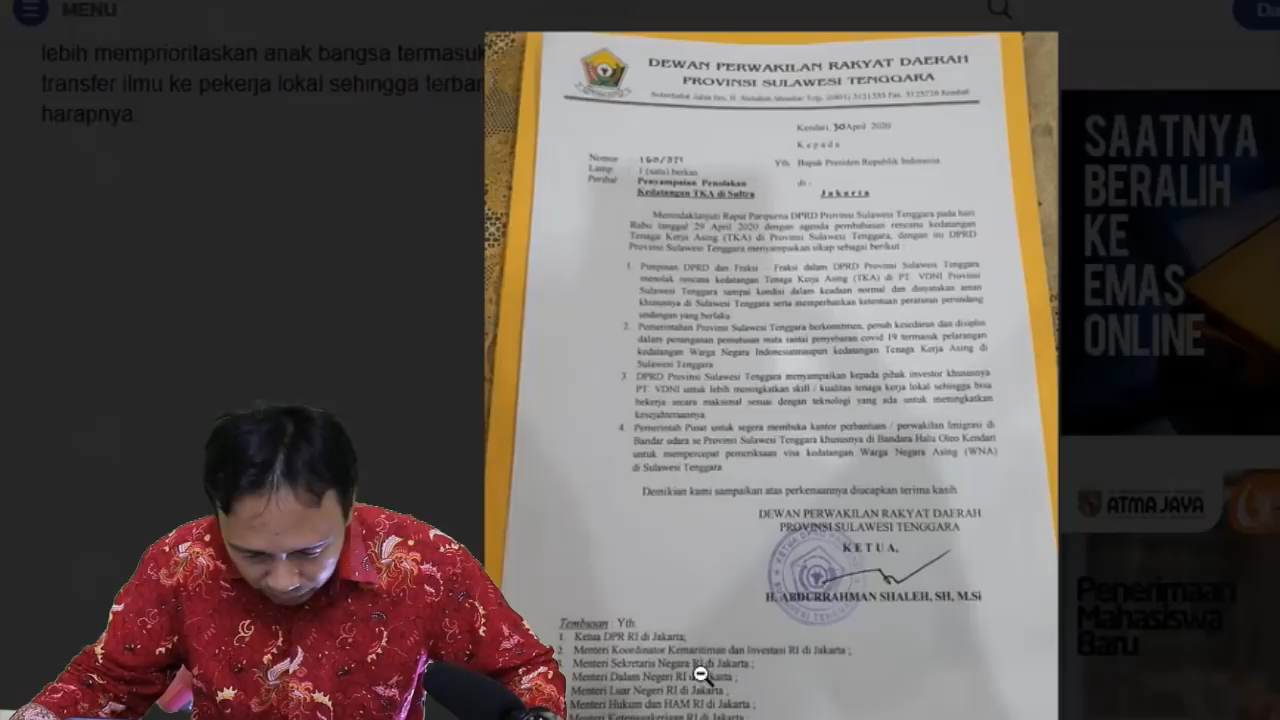 MENU
lebih memprioritaskan anak bangsa termasuk
transfer ilmu ke pekerja lokal sehingga terban
harapnya.
DEWAN PERWAKILAN RAKYAT DAERAH
PROVINSI SULAWESI TENGGARA
Kendari, 30 April 2020
Kepada
Nomor : 160/371
Yth. Bapak Presiden Republik Indonesia
Lamp : 1 (satu) berkas
Perihal : Penyampaian Penolakan
di -
Kedatangan TKA di Sultra
Jakarta
Menindaklanjuti Rapat Paripurna DPRD Provinsi Sulawesi Tenggara pada hari
Rabu tanggal 29 April 2020 dengan agenda pembahasan rencana kedatangan
Tenaga Kerja Asing (TKA) di Provinsi Sulawesi Tenggara, dengan ini DPRD
Provinsi Sulawesi Tenggara menyampaikan sikap sebagai berikut :
1. Pimpinan DPRD dan Fraksi - Fraksi dalam DPRD Provinsi Sulawesi Tenggara
menolak rencana kedatangan Tenaga Kerja Asing (TKA) di PT. VDNI Provinsi
Sulawesi Tenggara sampai kondisi dalam keadaan normal dan dinyatakan aman
khususnya di Sulawesi Tenggara serta memperhatikan ketentuan peraturan perundang
undangan yang berlaku
2. Pemerintahan Provinsi Sulawesi Tenggara berkomitmen, penuh kesadaran dan disiplin
dalam penanganan pemutusan mata rantai penyebaran covid 19 termasuk pelarangan
kedatangan Warga Negara Indonesiamaupun kedatangan Tenaga Kerja Asing di
Sulawesi Tenggara
3. DPRD Provinsi Sulawesi Tenggara menyampaikan kepada pihak investor khususnya
PT. VDNI untuk lebih meningkatkan skill / kualitas tenaga kerja lokal sehingga bisa
bekerja secara maksimal sesuai dengan teknologi yang ada untuk meningkatkan
kesejahteraannya
4. Pemerintah Pusat untuk segera membuka kantor perbantuan / perwakilan Imigrasi di
Bandar udara se Provinsi Sulawesi Tenggara khususnya di Bandara Halu Oleo Kendari
untuk mempercepat pemeriksaan visa kedatangan Warga Negara Asing (WNA)
di Sulawesi Tenggara
Demikian kami sampaikan atas perkenaannya diucapkan terima kasih
DEWAN PERWAKILAN RAKYAT DAERAH
PROVINSI SULAWESI TENGGARA
KETUA,
H. ABDURRAHMAN SHALEH, SH, M.Si
Tembusan : Yth.
1. Ketua DPR RI di Jakarta;
2. Menteri Koordinator Kemaritiman dan Investasi RI di Jakarta ;
3. Menteri Sekretaris Negara RI di Jakarta ;
Menteri Dalam Negeri RI di Jakarta ;
Menteri Luar Negeri RI di Jakarta ,
Menteri Hukum dan HAM RI di Jakarta ;
Menteri Ketenagakerjaan RI di Jakarta ;
SAATNYA
BERALIH
KE
EMAS
ONLINE
ATMA JAYA
Penerimaan
Mahasiswa
Baru